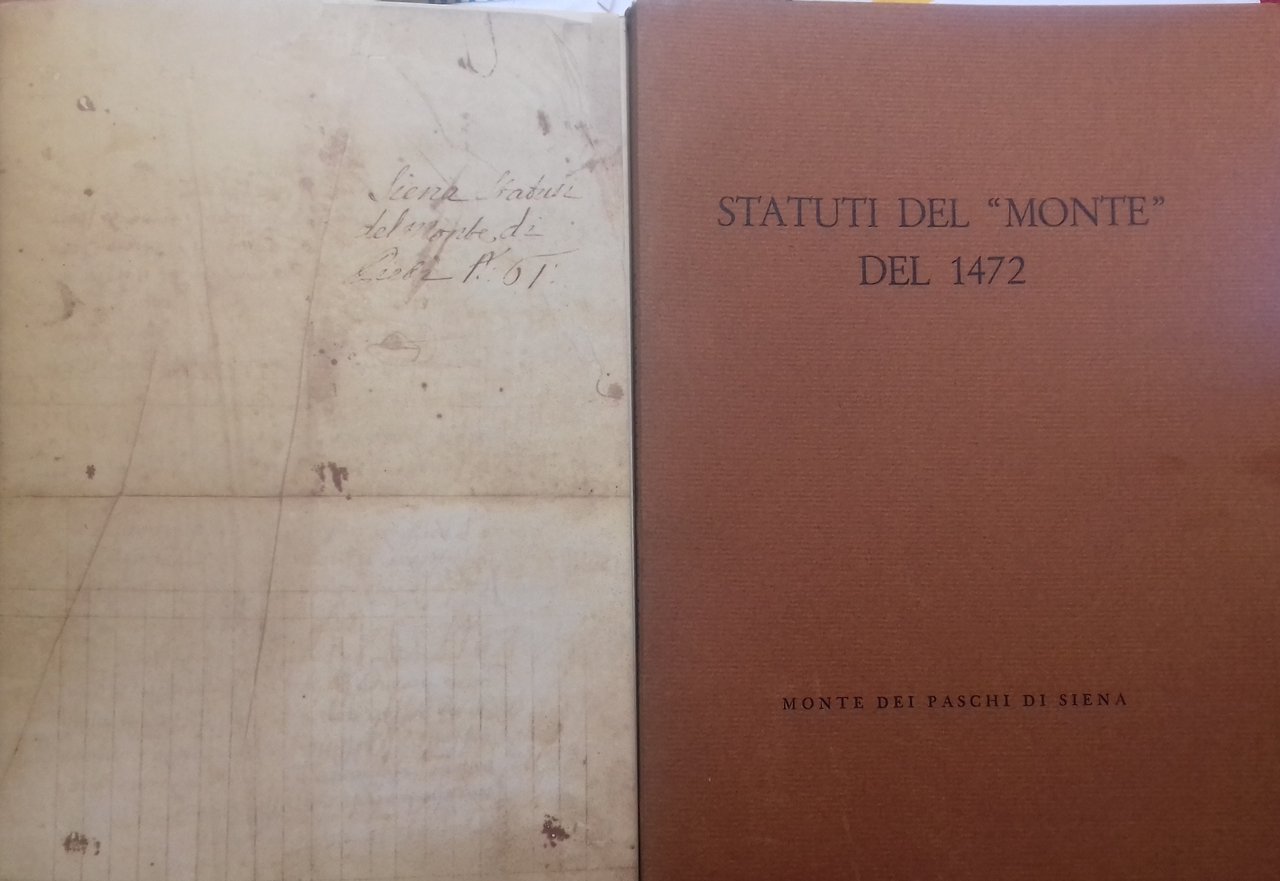 Siena Statuti
del monte di
Pietà
STATUTI DEL “MONTE”
DEL 1472
MONTE DEI PASCHI DI SIENA